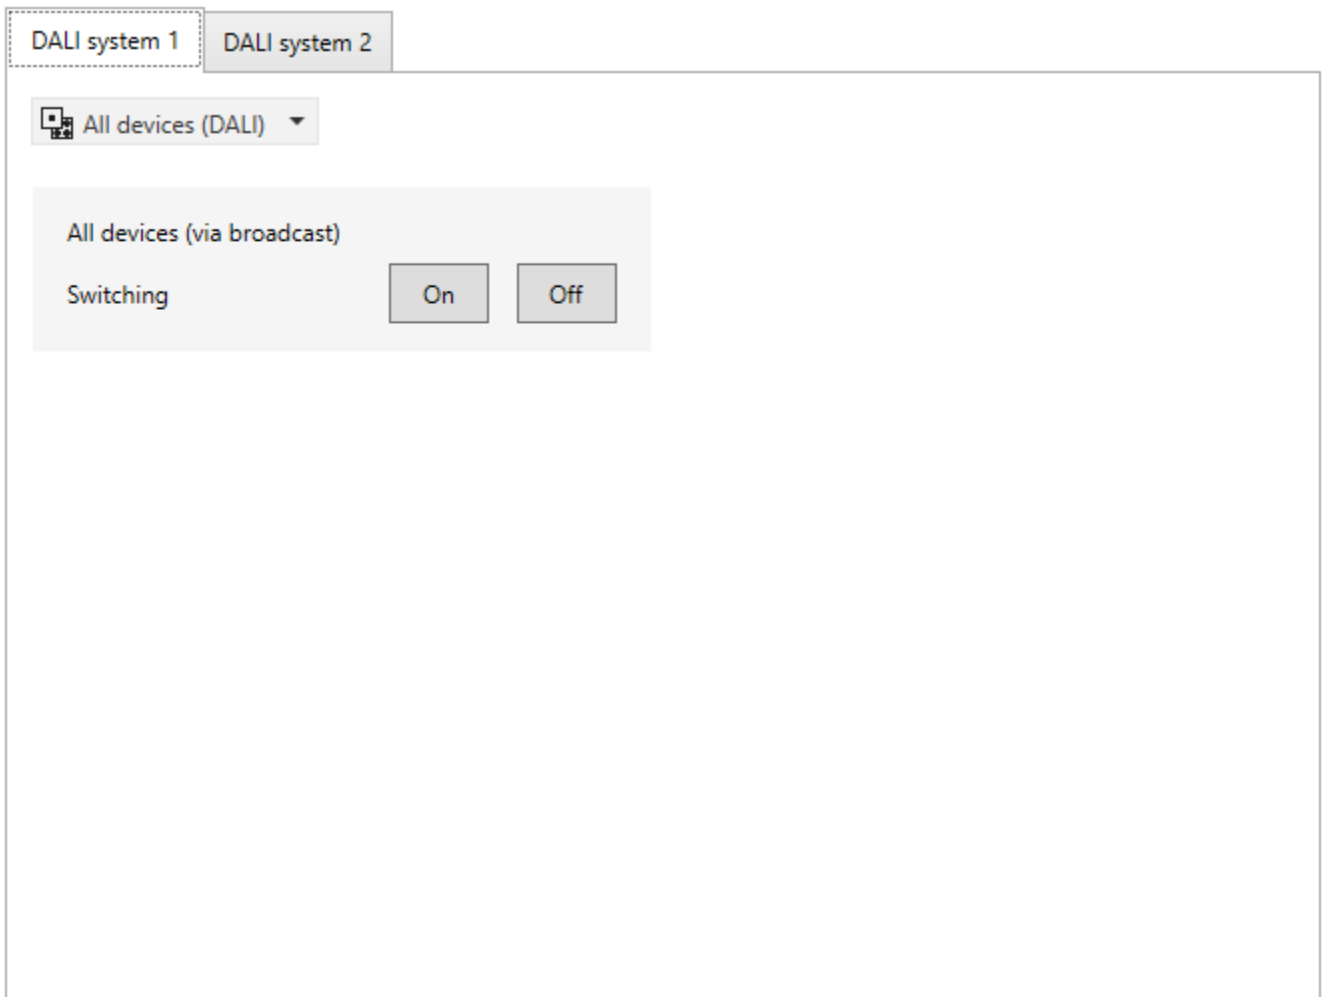 DALI system 1
DALI system 2
All devices (DALI)
All devices (via broadcast)
Switching
On
Off